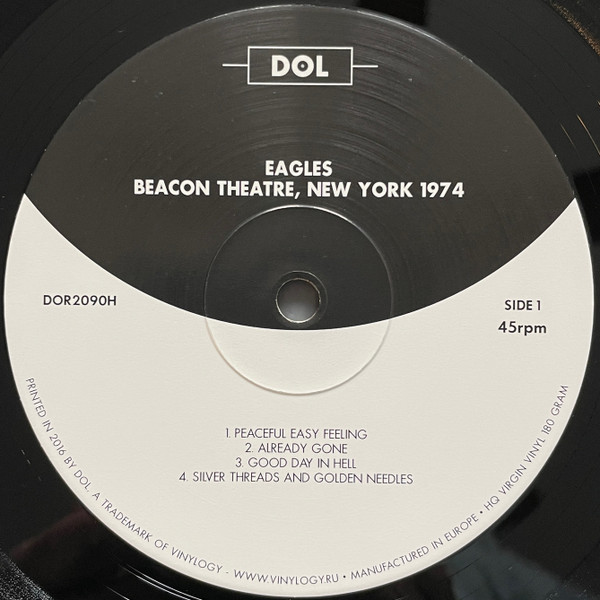 DOL
EAGLES
BEACON THEATRE, NEW YORK 1974
DOR2090H
SIDE 1
45rpm
1. PEACEFUL EASY FEELING
2. ALREADY GONE
3. GOOD DAY IN HELL
4. SILVER THREADS AND GOLDEN NEEDLES
PRINTED IN 2016 BY DOL. A TRADEMARK OF VINYLOGY - WWW.VINYLOGY.RU • MANUFACTURED IN EUROPE • HQ VIRGIN VINYL 180 GRAM